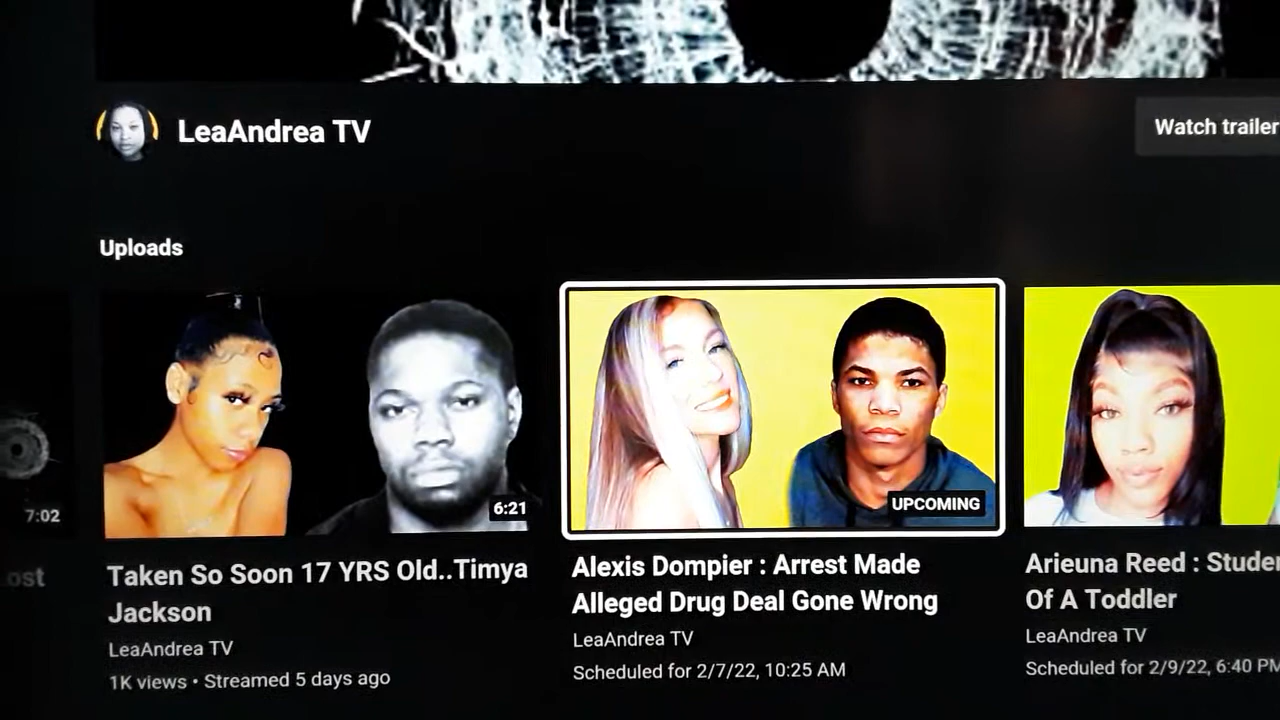 LeaAndrea TV
Watch trailer
Uploads
7:02
6:21
UPCOMING
ost
Taken So Soon 17 YRS Old..Timya
Jackson
LeaAndrea TV
1K views • Streamed 5 days ago
Alexis Dompier : Arrest Made
Alleged Drug Deal Gone Wrong
LeaAndrea TV
Scheduled for 2/7/22, 10:25 AM
Arieuna Reed : Studen
Of A Toddler
LeaAndrea TV
Scheduled for 2/9/22, 6:40 PM